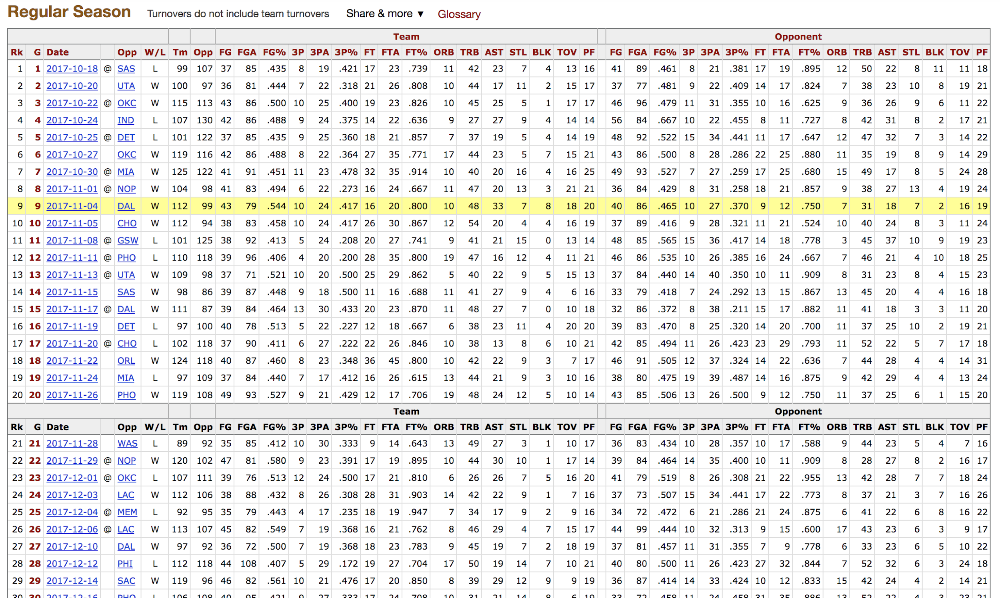 Regular Season Turnovers do not include team turnovers Share & more ▼ Glossary
Team Opponent
Rk G Date Opp W/L Tm Opp FG FGA FG% 3P 3PA 3P% FT FTA FT% ORB TRB AST STL BLK TOV PF FG FGA FG% 3P 3PA 3P% FT FTA FT% ORB TRB AST STL BLK TOV PF
1 1 2017-10-18 @ SAS L 99 107 37 85 .435 8 19 .421 17 23 .739 11 42 23 7 4 13 16 41 89 .461 8 21 .381 17 19 .895 12 50 22 8 11 11 18
2 2 2017-10-20 UTA W 100 97 36 81 .444 7 22 .318 21 26 .808 10 44 17 11 2 15 17 37 77 .481 9 22 .409 14 17 .824 7 38 23 10 8 19 21
3 3 2017-10-22 @ OKC W 115 113 43 86 .500 10 25 .400 19 23 .826 10 45 25 5 1 17 17 46 96 .479 11 31 .355 10 16 .625 9 36 26 9 6 11 22
4 4 2017-10-24 IND L 107 130 42 86 .488 9 24 .375 14 22 .636 9 27 27 9 4 14 14 56 84 .667 10 22 .455 8 11 .727 8 42 31 8 2 17 21
5 5 2017-10-25 @ DET L 101 122 37 85 .435 9 25 .360 18 21 .857 7 37 19 5 4 14 19 48 92 .522 15 34 .441 11 17 .647 12 47 32 7 3 14 22
6 6 2017-10-27 OKC W 119 116 42 86 .488 8 22 .364 27 35 .771 17 44 23 5 7 15 21 43 86 .500 8 28 .286 22 25 .880 11 35 19 8 9 14 29
7 7 2017-10-30 @ MIA W 125 122 41 91 .451 11 23 .478 32 35 .914 10 40 20 16 4 16 25 49 93 .527 7 27 .259 17 25 .680 15 49 17 8 5 24 28
8 8 2017-11-01 @ NOP W 104 98 41 83 .494 6 22 .273 16 24 .667 11 47 20 13 3 21 21 36 84 .429 8 31 .258 18 21 .857 9 38 27 13 4 19 24
9 9 2017-11-04 DAL W 112 99 43 79 .544 10 24 .417 16 20 .800 10 48 33 7 8 18 20 40 86 .465 10 27 .370 9 12 .750 7 31 18 7 2 16 19
10 10 2017-11-05 CHO W 112 94 38 83 .458 10 24 .417 26 30 .867 12 54 20 4 4 16 19 37 89 .416 9 28 .321 11 21 .524 10 40 24 8 3 11 24
11 11 2017-11-08 @ GSW L 101 125 38 92 .413 5 24 .208 20 27 .741 9 41 21 15 0 13 14 48 85 .565 15 36 .417 14 18 .778 3 45 37 10 9 19 23
12 12 2017-11-11 @ PHO L 110 118 39 96 .406 4 20 .200 28 35 .800 19 47 16 12 4 11 21 46 86 .535 10 26 .385 16 24 .667 7 46 21 4 10 18 25
13 13 2017-11-13 @ UTA W 109 98 37 71 .521 10 20 .500 25 29 .862 5 40 22 9 5 15 13 37 84 .440 14 40 .350 10 11 .909 8 31 23 8 4 15 23
14 14 2017-11-15 SAS W 98 86 39 87 .448 9 18 .500 11 16 .688 11 41 27 9 4 6 16 33 79 .418 7 24 .292 13 15 .867 13 45 20 4 4 16 18
15 15 2017-11-17 @ DAL W 111 87 39 84 .464 13 30 .433 20 23 .870 11 48 27 7 0 10 18 32 86 .372 8 38 .211 15 17 .882 11 41 18 3 3 11 20
16 16 2017-11-19 DET L 97 100 40 78 .513 5 22 .227 12 18 .667 6 38 23 11 4 20 20 39 83 .470 8 25 .320 14 20 .700 11 37 25 10 2 19 21
17 17 2017-11-20 @ CHO L 102 118 37 90 .411 6 27 .222 22 26 .846 10 38 13 8 6 10 21 42 85 .494 11 26 .423 23 29 .793 11 52 22 5 7 17 18
18 18 2017-11-22 ORL W 124 118 40 87 .460 8 23 .348 36 45 .800 10 42 22 9 3 7 17 46 91 .505 12 37 .324 14 22 .636 7 44 28 4 4 14 31
19 19 2017-11-24 MIA L 97 109 37 84 .440 7 17 .412 16 26 .615 13 44 21 9 3 10 16 38 80 .475 19 39 .487 14 16 .875 9 42 29 4 4 13 24
20 20 2017-11-26 PHO W 119 108 49 93 .527 9 21 .429 12 17 .706 19 48 24 12 5 10 14 43 85 .506 13 26 .500 9 12 .750 11 37 25 6 1 15 20
Team Opponent
Rk G Date Opp W/L Tm Opp FG FGA FG% 3P 3PA 3P% FT FTA FT% ORB TRB AST STL BLK TOV PF FG FGA FG% 3P 3PA 3P% FT FTA FT% ORB TRB AST STL BLK TOV PF
21 21 2017-11-28 WAS L 89 92 35 85 .412 10 30 .333 9 14 .643 13 49 27 3 1 10 17 36 83 .434 10 28 .357 10 17 .588 9 44 23 5 4 7 16
22 22 2017-11-29 @ NOP W 120 102 47 81 .580 9 23 .391 17 19 .895 10 44 30 10 1 17 14 39 84 .464 14 35 .400 10 11 .909 8 28 27 8 2 16 17
23 23 2017-12-01 @ OKC L 107 111 39 76 .513 12 24 .500 17 21 .810 6 26 26 7 5 16 20 41 79 .519 8 26 .308 21 22 .955 13 42 28 7 7 18 24
24 24 2017-12-03 LAC W 112 106 38 88 .432 8 26 .308 28 31 .903 14 42 22 9 1 7 16 37 73 .507 15 34 .441 17 22 .773 8 37 21 3 7 16 26
25 25 2017-12-04 @ MEM L 92 95 35 79 .443 4 17 .235 18 19 .947 7 34 17 9 2 9 16 34 72 .472 6 21 .286 21 24 .875 6 41 22 6 8 16 22
26 26 2017-12-06 @ LAC W 113 107 45 82 .549 7 19 .368 16 21 .762 8 46 29 4 7 15 17 44 99 .444 10 32 .313 9 15 .600 17 43 23 6 3 9 17
27 27 2017-12-10 DAL W 97 92 36 72 .500 7 19 .368 18 23 .783 9 45 19 7 2 18 19 37 81 .457 11 31 .355 7 9 .778 6 33 23 6 5 10 22
28 28 2017-12-12 PHI L 112 118 44 108 .407 5 29 .172 19 27 .704 17 50 19 14 7 10 21 40 80 .500 11 26 .423 27 32 .844 7 52 32 6 3 24 18
29 29 2017-12-14 SAC W 119 96 46 82 .561 10 21 .476 17 20 .850 8 39 29 12 9 9 19 36 87 .414 14 33 .424 10 12 .833 15 42 24 4 2 14 21
30 30 2017-12-16 PHO L